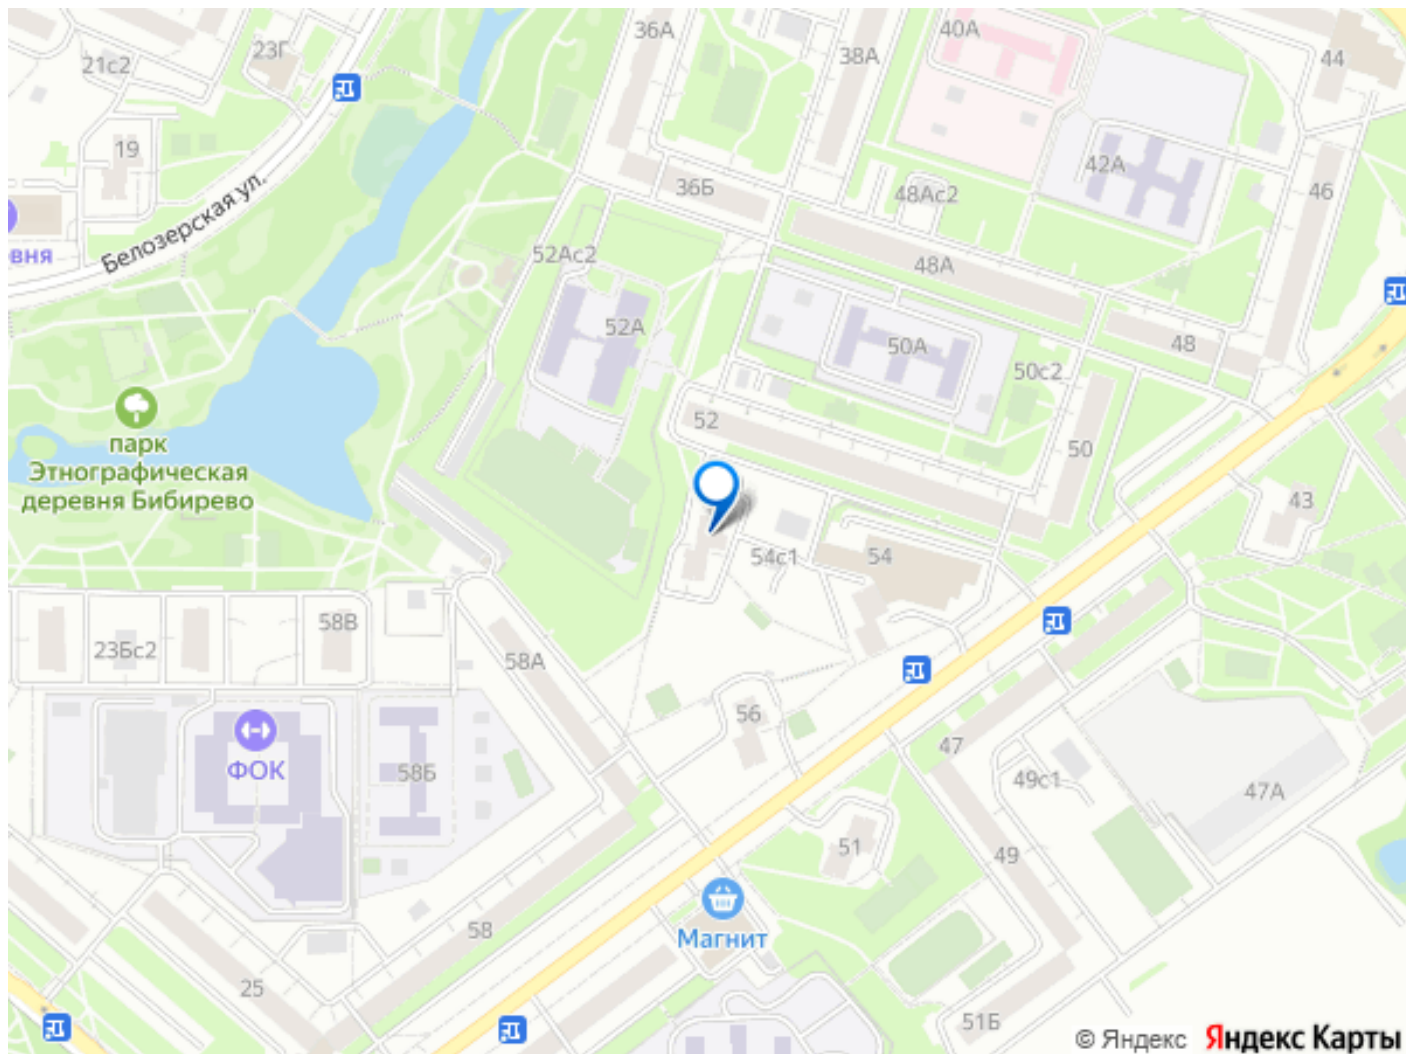 36А
40А
38А
44
23Г
21с2
19
42А
36Б
48Ас2
46
Белозерская ул.
52Ас2
вня
48А
52А
50А
48
50с2
52
50
парк
Этнографическая
деревня Бибирево
43
54с1
54
58В
23Бс2
58А
56
47
ФОК
58Б
49с1
47А
51
49
58
Магнит
25
51Б
© Яндекс
Яндекс Карты